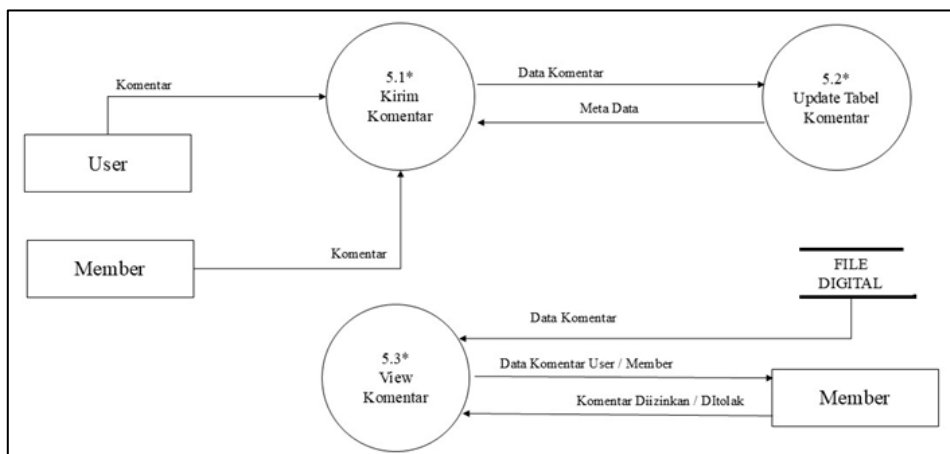 Komentar
User
5.1*
Kirim
Komentar
Data Komentar
Meta Data
5.2*
Update Tabel
Komentar
Member
Komentar
FILE
DIGITAL
Data Komentar
5.3*
View
Komentar
Data Komentar User / Member
Komentar Diizinkan / DItolak
Member